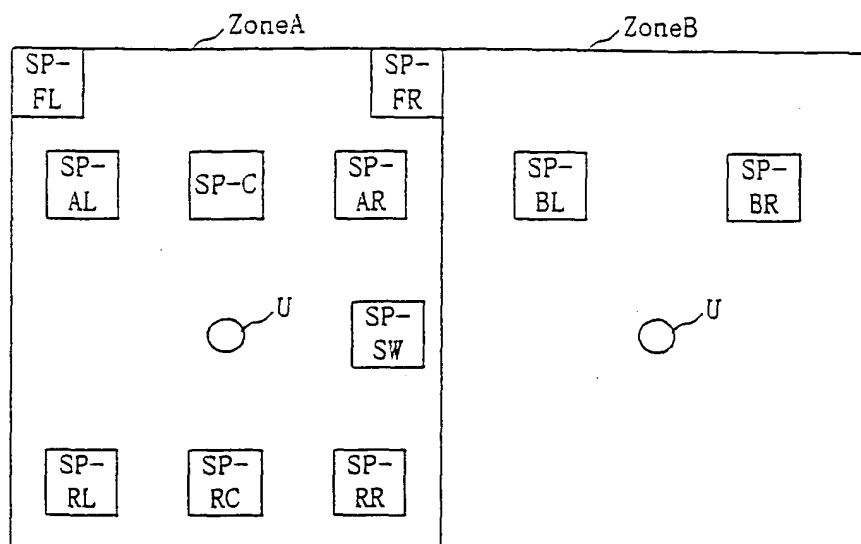 ZoneA
ZoneB
SP-
FL
SP-
FR
SP-
AL
SP-C
SP-
AR
SP-
BL
SP-
BR
U
SP-
SW
U
SP-
RL
SP-
RC
SP-
RR